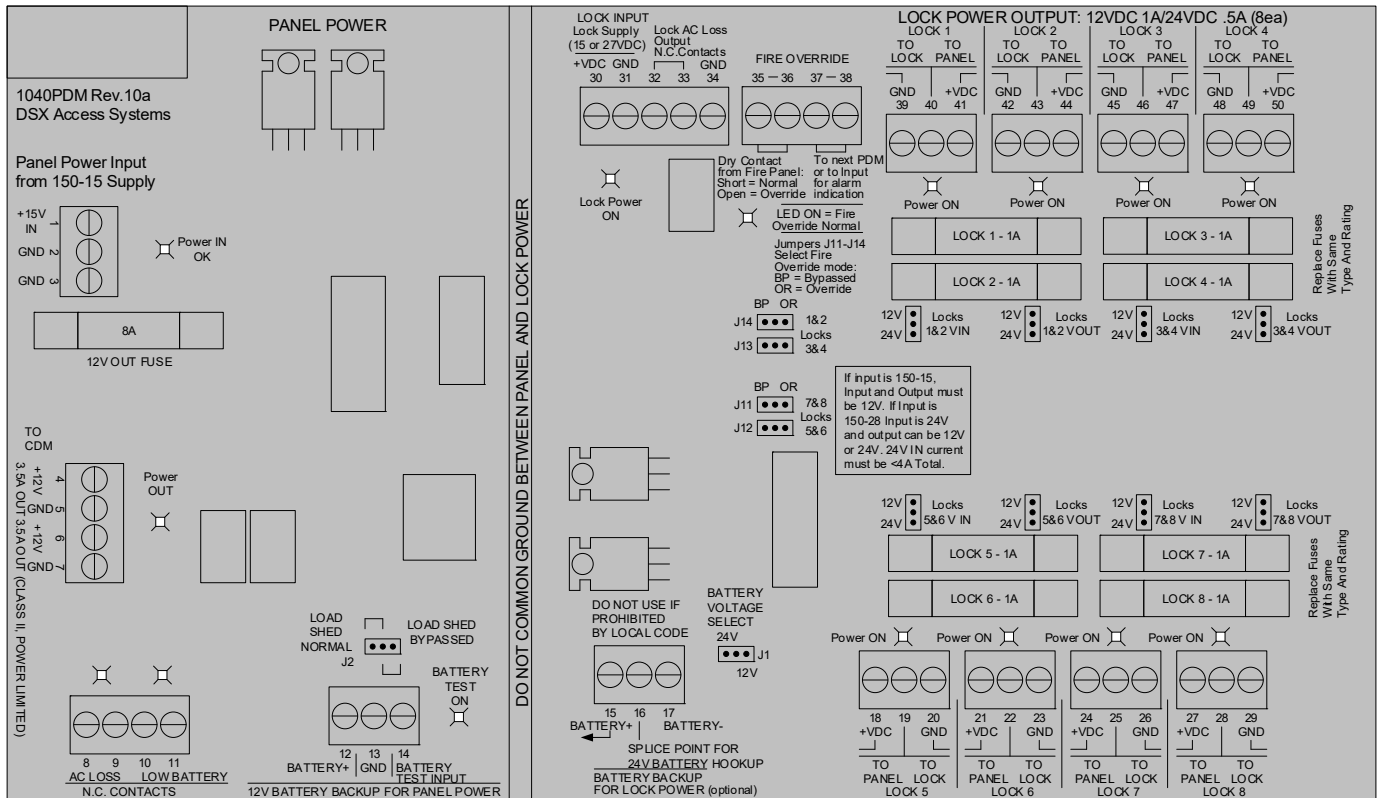 PANEL POWER
1040PDM Rev.10a
DSX Access Systems
Panel Power Input
from 150-15 Supply
+15V
IN
1
GND 2
GND 3
Power IN
OK
8A
12V OUT FUSE
TO
CDM
+12V
4
GND 5
+12V
6
GND 7
3.5A OUT 3.5A OUT (CLASS II, POWER LIMITED)
Power
OUT
LOAD
SHED
NORMAL
J2
LOAD SHED
BYPASSED
BATTERY
TEST
ON
8 9 10 11
AC LOSS LOW BATTERY
N.C. CONTACTS
12 13 14
BATTERY+ GND BATTERY
TEST INPUT
12V BATTERY BACKUP FOR PANEL POWER
DO NOT COMMON GROUND BETWEEN PANEL AND LOCK POWER
LOCK INPUT
Lock Supply
(15 or 27VDC)
+VDC GND
Lock AC Loss
Output
N.C.Contacts
GND
30 31 32 33 34
Lock Power
ON
FIRE OVERRIDE
35 — 36 37 — 38
Dry Contact
from Fire Panel:
Short = Normal
Open = Override
To next PDM
or to Input
for alarm
indication
LED ON = Fire
Override Normal
Jumpers J11-J14
Select Fire
Override mode:
BP = Bypassed
OR = Override
BP OR
J14 1&2
Locks
J13 3&4
BP OR
J11 7&8
Locks
J12 5&6
If input is 150-15,
Input and Output must
be 12V. If Input is
150-28 Input is 24V
and output can be 12V
or 24V. 24V IN current
must be <4A Total.
DO NOT USE IF
PROHIBITED
BY LOCAL CODE
BATTERY
VOLTAGE
SELECT
24V
J1
12V
15 16 17
BATTERY+ BATTERY-
SPLICE POINT FOR
24V BATTERY HOOKUP
BATTERY BACKUP
FOR LOCK POWER (optional)
LOCK POWER OUTPUT: 12VDC 1A/24VDC .5A (8ea)
LOCK 1 LOCK 2 LOCK 3 LOCK 4
TO TO TO TO TO TO TO TO
LOCK PANEL LOCK PANEL LOCK PANEL LOCK PANEL
GND +VDC GND +VDC GND +VDC GND +VDC
39 40 41 42 43 44 45 46 47 48 49 50
Power ON Power ON Power ON Power ON
LOCK 1 - 1A LOCK 3 - 1A
LOCK 2 - 1A LOCK 4 - 1A
Replace Fuses
With Same
Type And Rating
12V Locks 12V Locks 12V Locks 12V Locks
24V 1&2 VIN 24V 1&2 VOUT 24V 3&4 VIN 24V 3&4 VOUT
12V Locks 12V Locks 12V Locks 12V Locks
24V 5&6 V IN 24V 5&6 VOUT 24V 7&8 V IN 24V 7&8 VOUT
LOCK 5 - 1A LOCK 7 - 1A
LOCK 6 - 1A LOCK 8 - 1A
Replace Fuses
With Same
Type And Rating
Power ON Power ON Power ON Power ON
18 19 20 21 22 23 24 25 26 27 28 29
+VDC GND +VDC GND +VDC GND +VDC GND
TO TO TO TO TO TO TO TO
PANEL LOCK PANEL LOCK PANEL LOCK PANEL LOCK
LOCK 5 LOCK 6 LOCK 7 LOCK 8